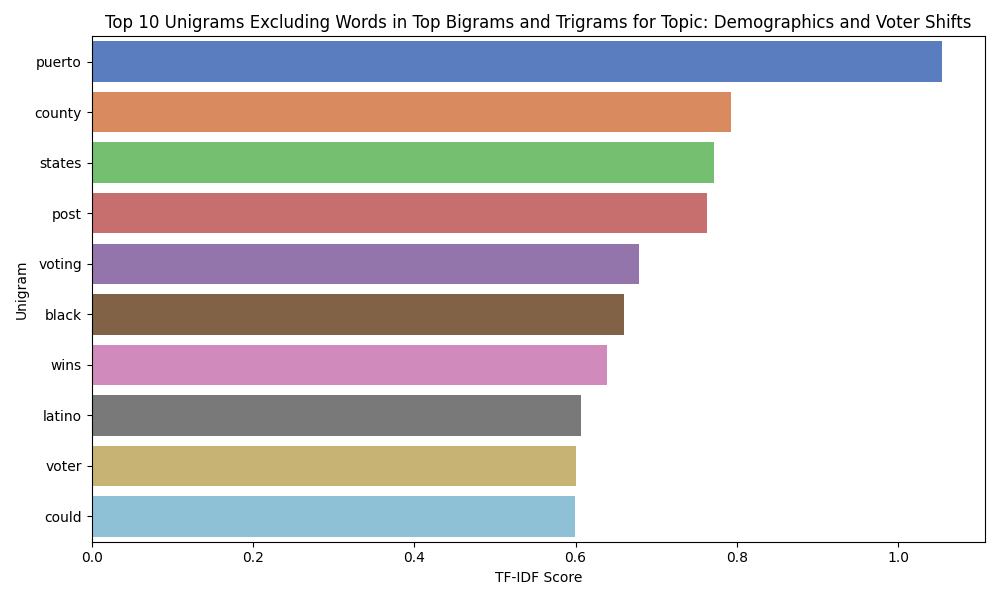 Top 10 Unigrams Excluding Words in Top Bigrams and Trigrams for Topic: Demographics and Voter Shifts
puerto
county
states
post
voting
black
wins
latino
voter
could
Unigram
0.0 0.2 0.4 0.6 0.8 1.0
TF-IDF Score